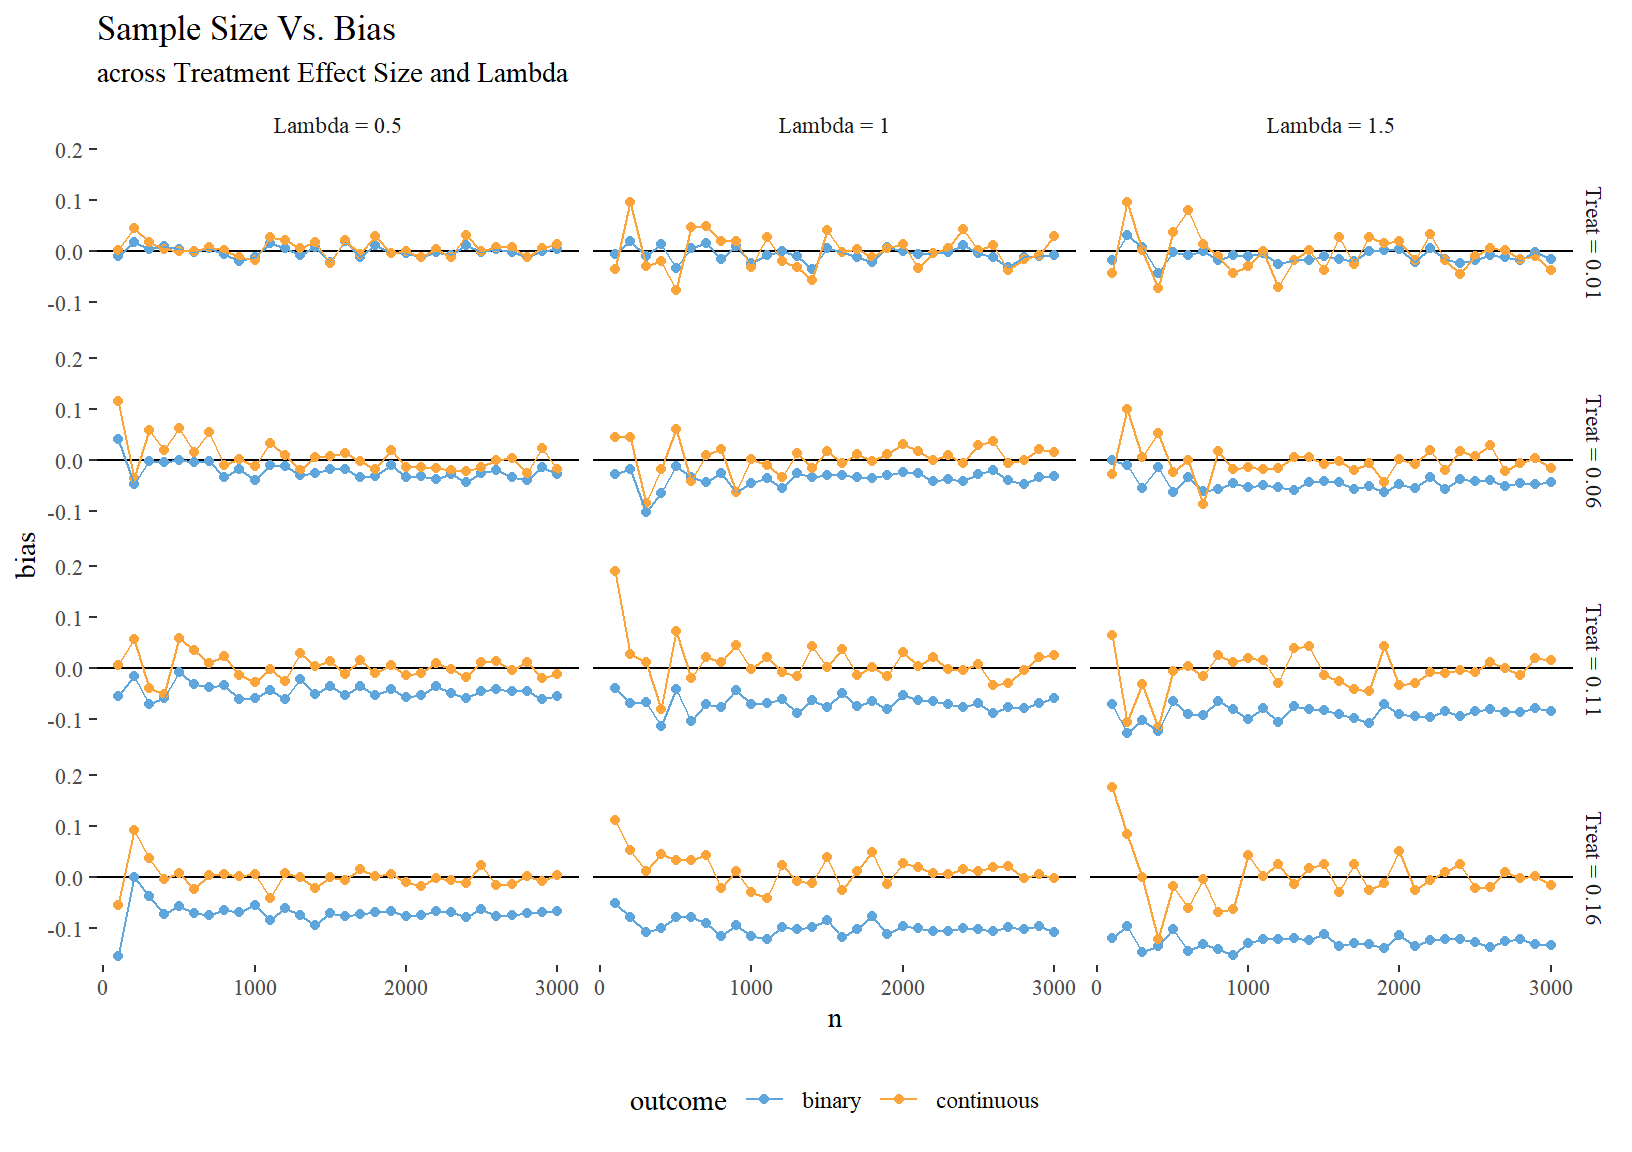 Sample Size Vs. Bias
across Treatment Effect Size and Lambda
Lambda = 0.5
Lambda = 1
Lambda = 1.5
0.2
0.1
0.0
-0.1
Treat = 0.01
0.2
0.1
0.0
-0.1
Treat = 0.06
bias
0.2
0.1
0.0
-0.1
Treat = 0.11
0.2
0.1
0.0
-0.1
Treat = 0.16
0 1000 2000 3000
0 1000 2000 3000
0 1000 2000 3000
n
outcome binary continuous